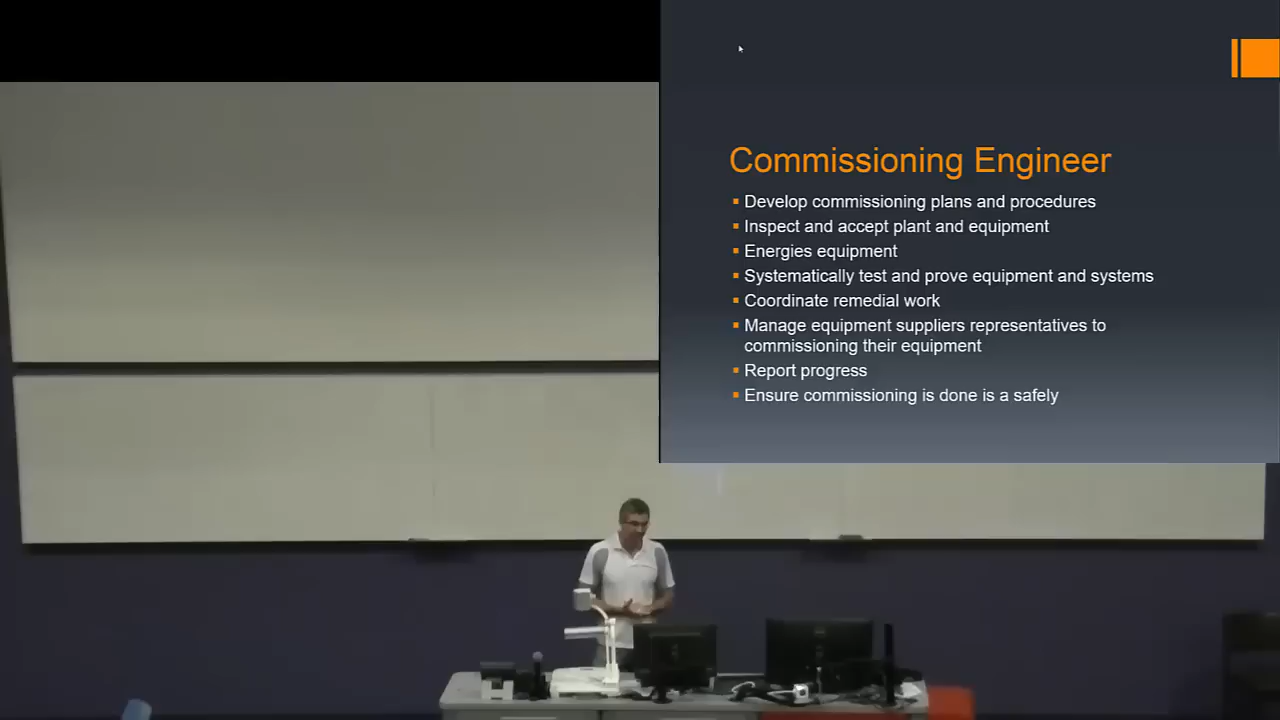 Commissioning Engineer
Develop commissioning plans and procedures
Inspect and accept plant and equipment
Energies equipment
Systematically test and prove equipment and systems
Coordinate remedial work
Manage equipment suppliers representatives to
commissioning their equipment
Report progress
Ensure commissioning is done is a safely